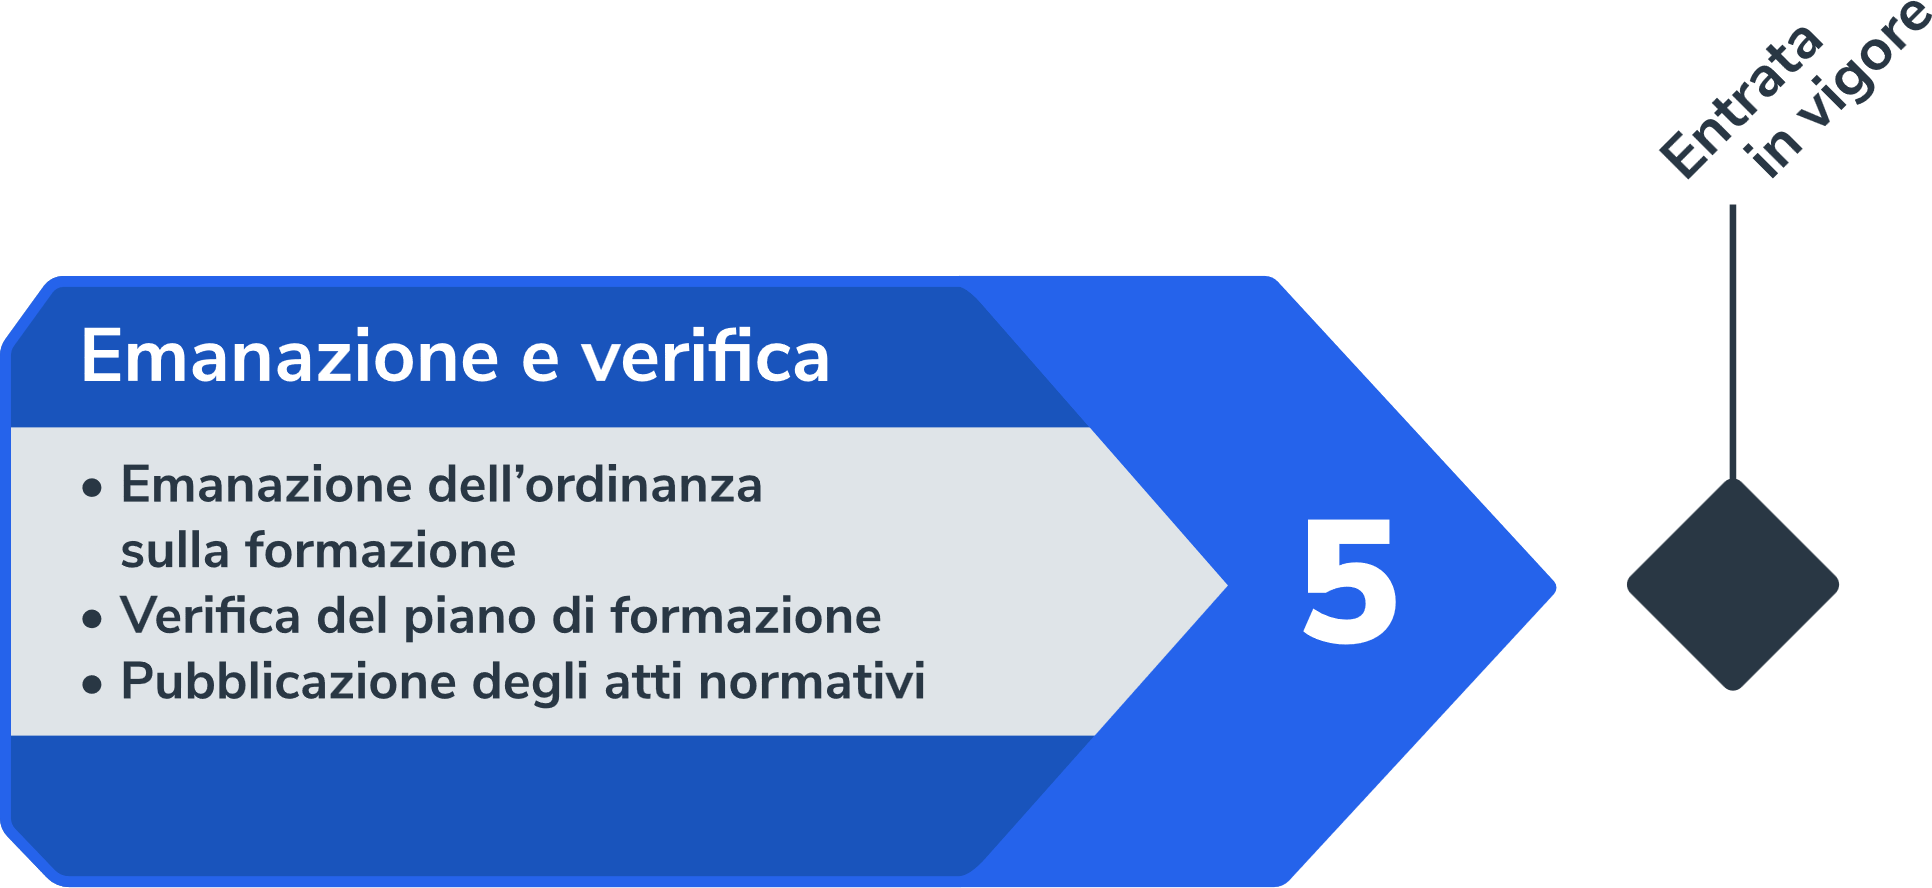 Entrata
in vigore
Emanazione e verifica
• Emanazione dell’ordinanza
sulla formazione
• Verifica del piano di formazione
• Pubblicazione degli atti normativi
5